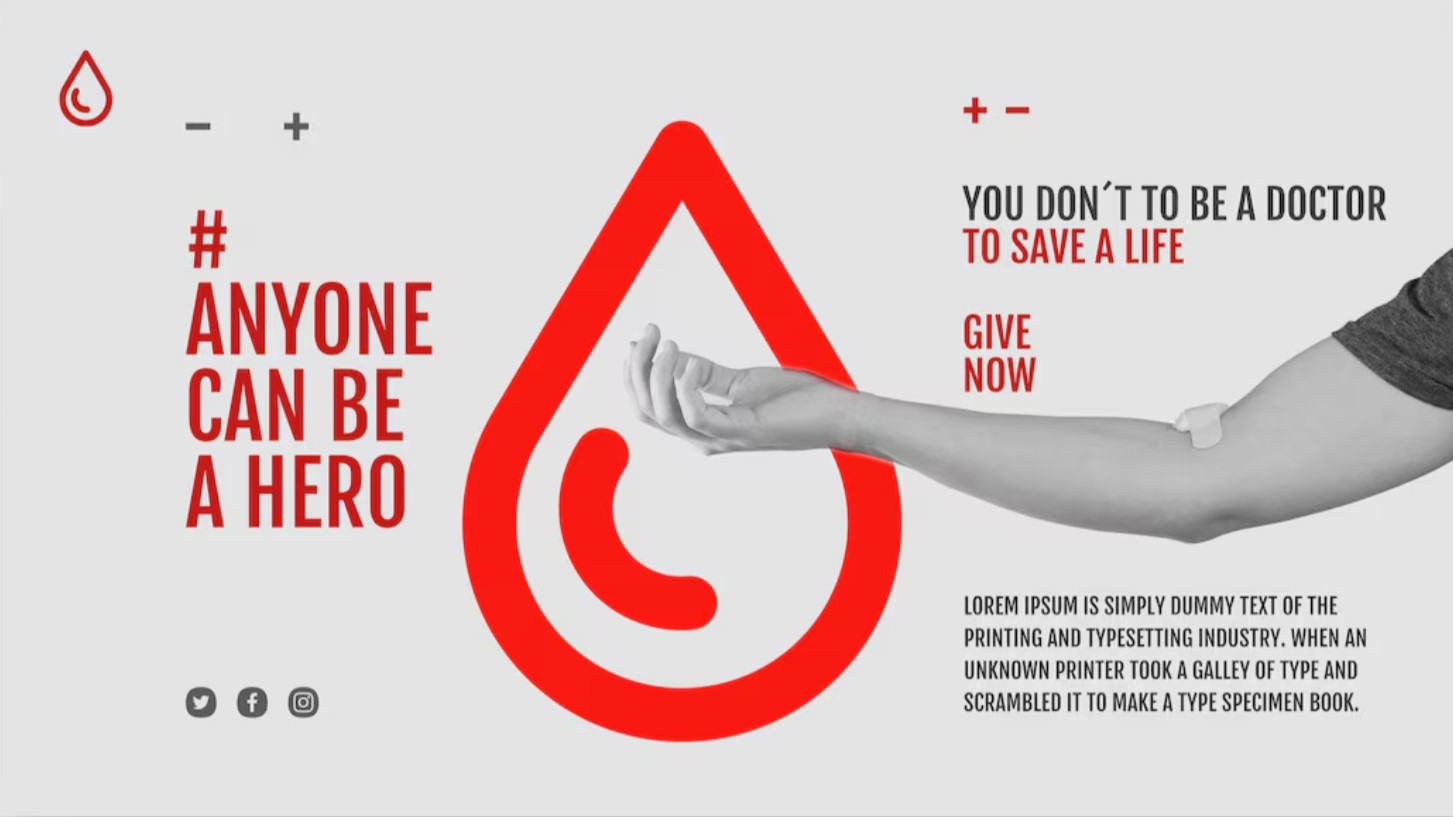 − +
#
ANYONE
CAN BE
A HERO
+ −
YOU DON´T TO BE A DOCTOR
TO SAVE A LIFE
GIVE
NOW
LOREM IPSUM IS SIMPLY DUMMY TEXT OF THE
PRINTING AND TYPESETTING INDUSTRY. WHEN AN
UNKNOWN PRINTER TOOK A GALLEY OF TYPE AND
SCRAMBLED IT TO MAKE A TYPE SPECIMEN BOOK.